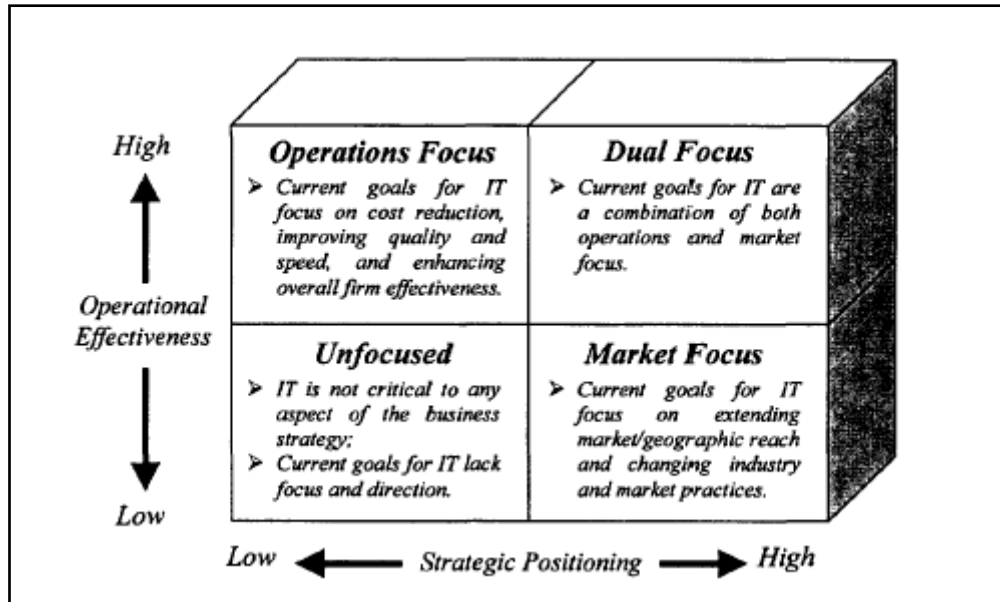 High
Operational
Effectiveness
Low
Operations Focus
➤ Current goals for IT
focus on cost reduction,
improving quality and
speed, and enhancing
overall firm effectiveness.
Dual Focus
➤ Current goals for IT are
a combination of both
operations and market
focus.
Unfocused
➤ IT is not critical to any
aspect of the business
strategy;
➤ Current goals for IT lack
focus and direction.
Market Focus
➤ Current goals for IT
focus on extending
market/geographic reach
and changing industry
and market practices.
Low
Strategic Positioning
High